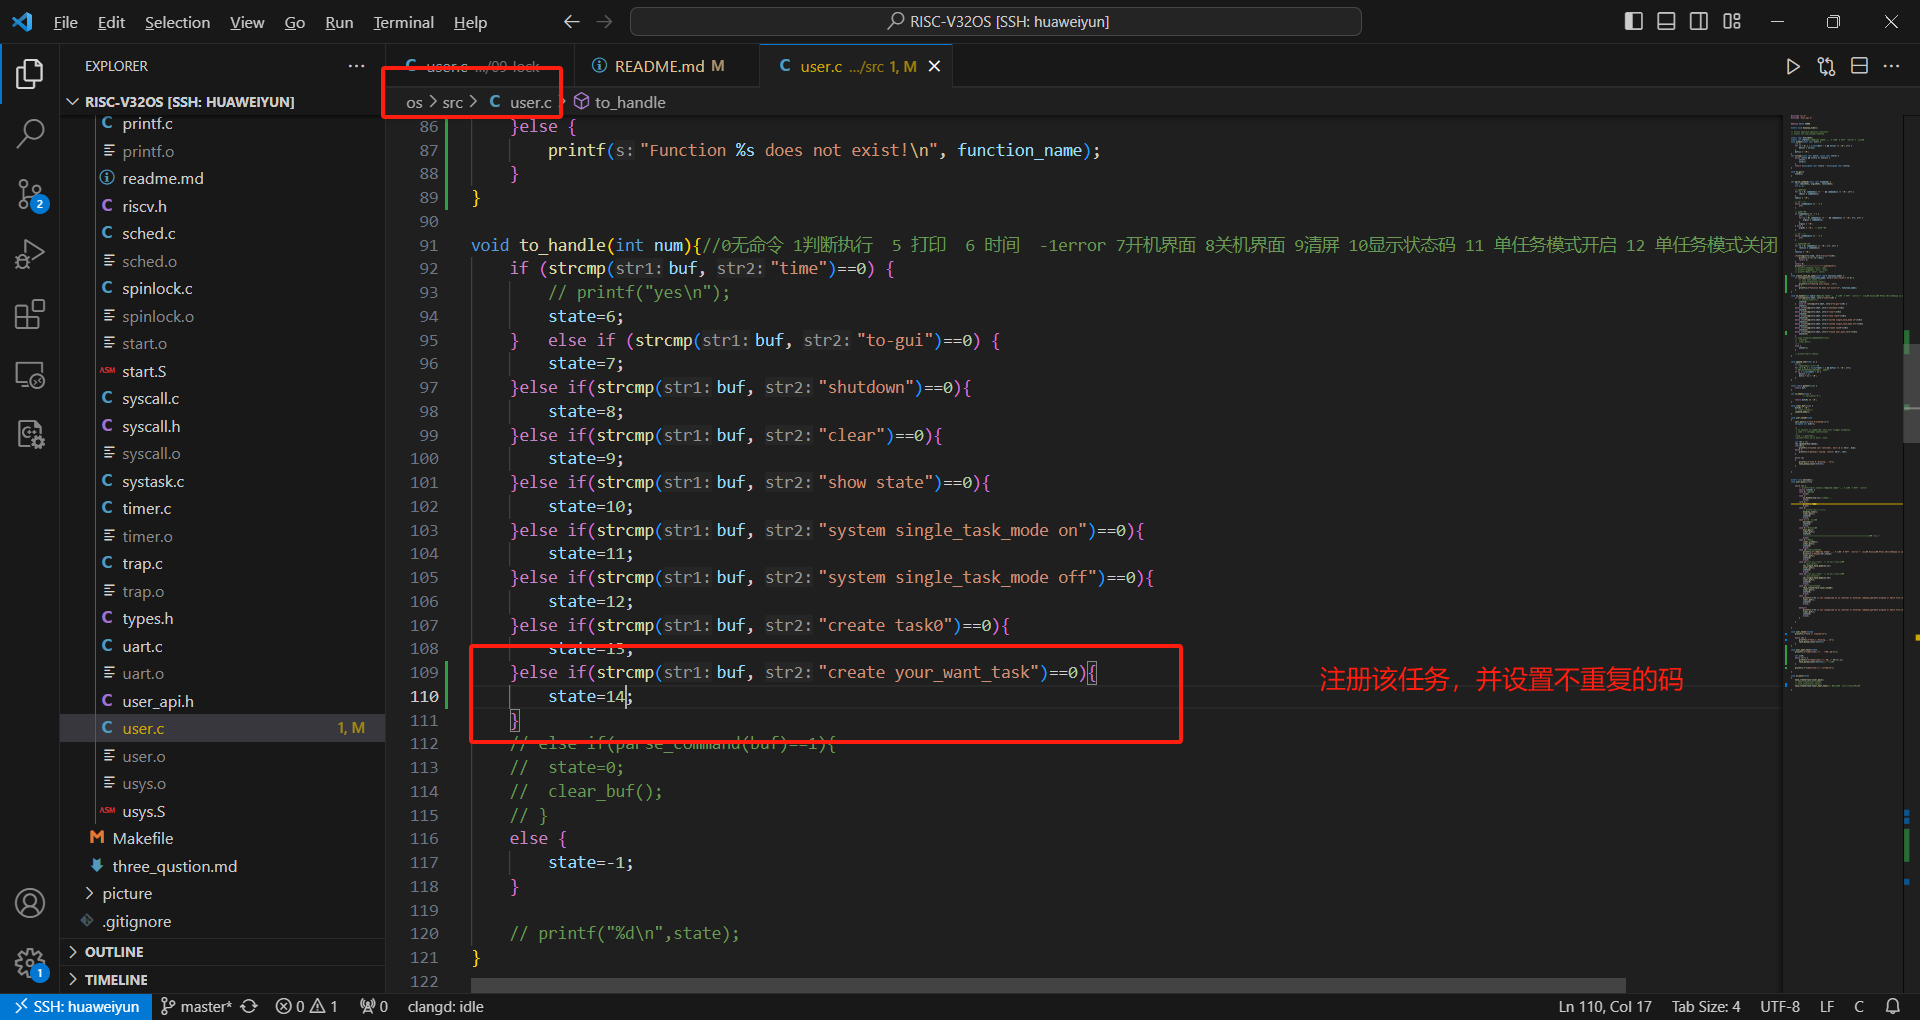 File Edit Selection View Go Run Terminal Help
RISC-V32OS [SSH: huaweiyun]
EXPLORER
RISC-V32OS [SSH: HUAWEIYUN]
printf.c
printf.o
readme.md
riscv.h
sched.c
sched.o
spinlock.c
spinlock.o
start.o
start.S
syscall.c
syscall.h
syscall.o
systask.c
timer.c
timer.o
trap.c
trap.o
types.h
uart.c
uart.o
user_api.h
user.c 1, M
user.o
usys.o
usys.S
Makefile
three_qustion.md
picture
.gitignore
OUTLINE
TIMELINE
user.c .../09-lock
README.md M
user.c .../src 1, M
os > src > C user.c > to_handle
86 }else {
87 printf(s: "Function %s does not exist!\n", function_name);
88 }
89 }
90
91 void to_handle(int num){//0无命令 1判断执行  5 打印  6 时间  -1error 7开机界面 8关机界面 9清屏 10显示状态码 11 单任务模式开启 12 单任务模式关闭
92 if (strcmp(str1: buf, str2: "time")==0) {
93 // printf("yes\n");
94 state=6;
95 }   else if (strcmp(str1: buf, str2: "to-gui")==0) {
96 state=7;
97 }else if(strcmp(str1: buf, str2: "shutdown")==0){
98 state=8;
99 }else if(strcmp(str1: buf, str2: "clear")==0){
100 state=9;
101 }else if(strcmp(str1: buf, str2: "show state")==0){
102 state=10;
103 }else if(strcmp(str1: buf, str2: "system single_task_mode on")==0){
104 state=11;
105 }else if(strcmp(str1: buf, str2: "system single_task_mode off")==0){
106 state=12;
107 }else if(strcmp(str1: buf, str2: "create task0")==0){
108 state=13;
109 }else if(strcmp(str1: buf, str2: "create your_want_task")==0){
110 state=14;
111 }
112 // else if(parse_command(buf)==1){
113 //  state=0;
114 //  clear_buf();
115 // }
116 else {
117 state=-1;
118 }
119
120 // printf("%d\n",state);
121 }
122
注册该任务，并设置不重复的码
SSH: huaweiyun master* 0 1 0 clangd: idle
Ln 110, Col 17 Tab Size: 4 UTF-8 LF C